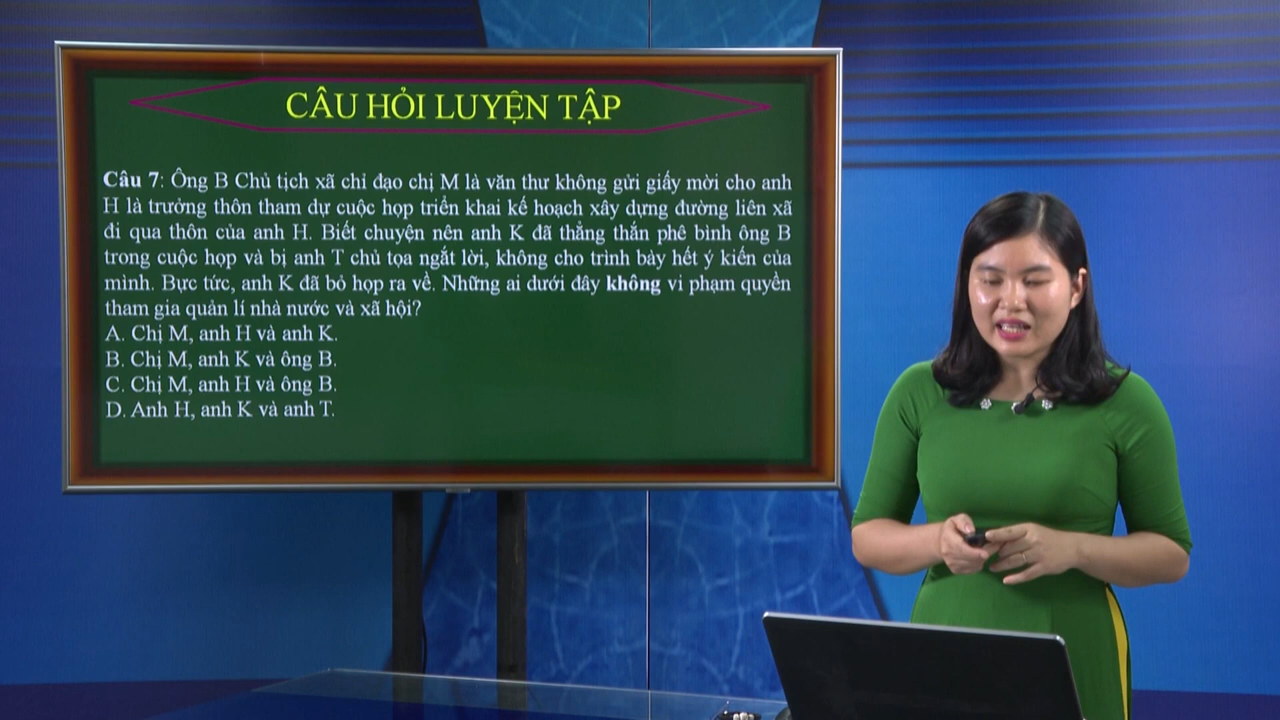 CÂU HỎI LUYỆN TẬP
Câu 7: Ông B Chủ tịch xã chỉ đạo chị M là văn thư không gửi giấy mời cho anh
H là trưởng thôn tham dự cuộc họp triển khai kế hoạch xây dựng đường liên xã
đi qua thôn của anh H. Biết chuyện nên anh K đã thẳng thắn phê bình ông B
trong cuộc họp và bị anh T chủ tọa ngắt lời, không cho trình bày hết ý kiến của
mình. Bực tức, anh K đã bỏ họp ra về. Những ai dưới đây không vi phạm quyền
tham gia quản lí nhà nước và xã hội?
A. Chị M, anh H và anh K.
B. Chị M, anh K và ông B.
C. Chị M, anh H và ông B.
D. Anh H, anh K và anh T.